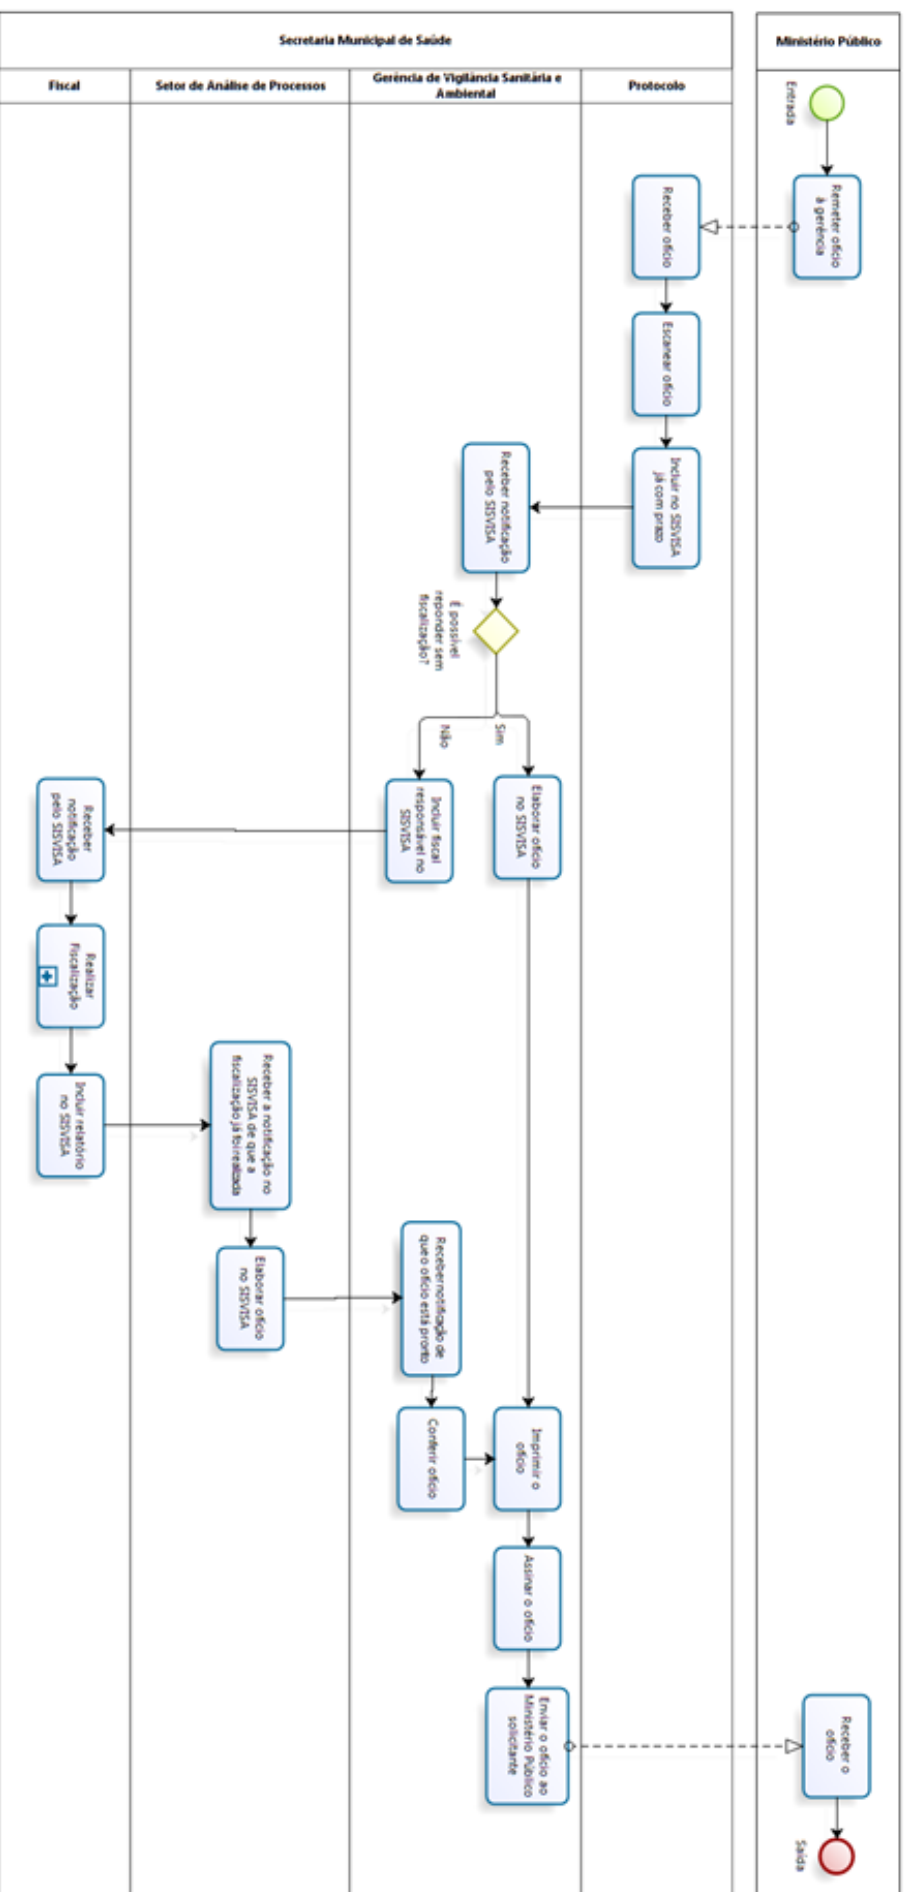 Secretaria Municipal de Saúde
Ministério Público
Fiscal
Setor de Análise de Processos
Gerência de Vigilância Sanitária e
Ambiental
Protocolo
Entrada
Remeter ofício
à gerência
Receber ofício
Escanear ofício
Incluir no SISVISA
já com prazo
Receber notificação
pelo SISVISA
É possível
reponder sem
fiscalização?
Sim
Não
Elaborar ofício
no SISVISA
Incluir fiscal
responsável no
SISVISA
Receber
notificação
pelo SISVISA
Realizar
Fiscalização
Incluir relatório
no SISVISA
Receber a notificação no
SISVISA de que a
fiscalização já foi realizada
Elaborar ofício
no SISVISA
Receber notificação de
que o ofício está pronto
Conferir ofício
Imprimir o
ofício
Assinar o ofício
Enviar o ofício ao
Ministério Público
solicitante
Receber o
ofício
Saída